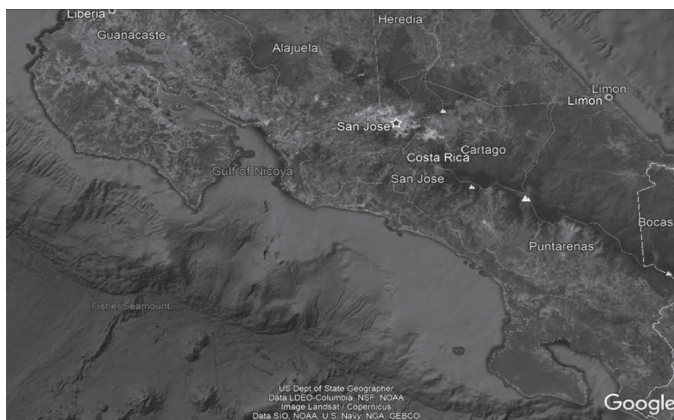 Liberia
Heredia
Guanacaste
Alajuela
Limon
Limon
San Jose
Cartago
Costa Rica
Gulf of Nicoya
San Jose
Bocas
Puntarenas
Fisher Seamount
US Dept of State Geographer
Data LDEO-Columbia, NSF, NOAA
Image Landsat / Copernicus
Data SIO, NOAA, U.S. Navy, NGA, GEBCO
Google